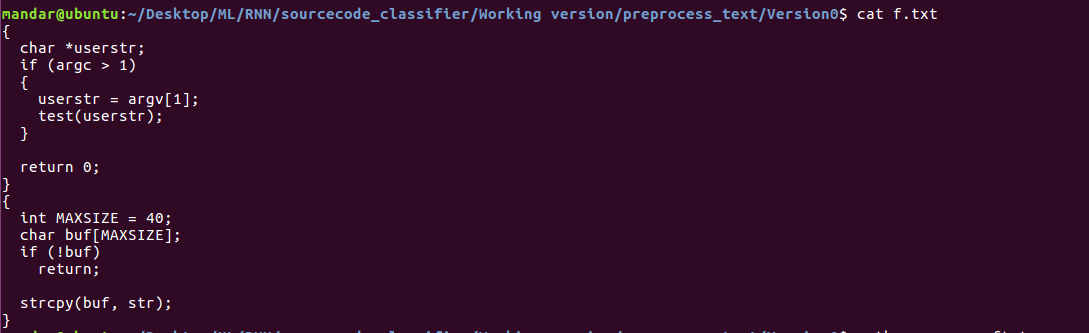 mandar@ubuntu:~/Desktop/ML/RNN/sourcecode_classifier/Working version/preprocess_text/Version0$ cat f.txt
{
  char *userstr;
  if (argc > 1)
  {
    userstr = argv[1];
    test(userstr);
  }

  return 0;
}
{
  int MAXSIZE = 40;
  char buf[MAXSIZE];
  if (!buf)
    return;

  strcpy(buf, str);
}